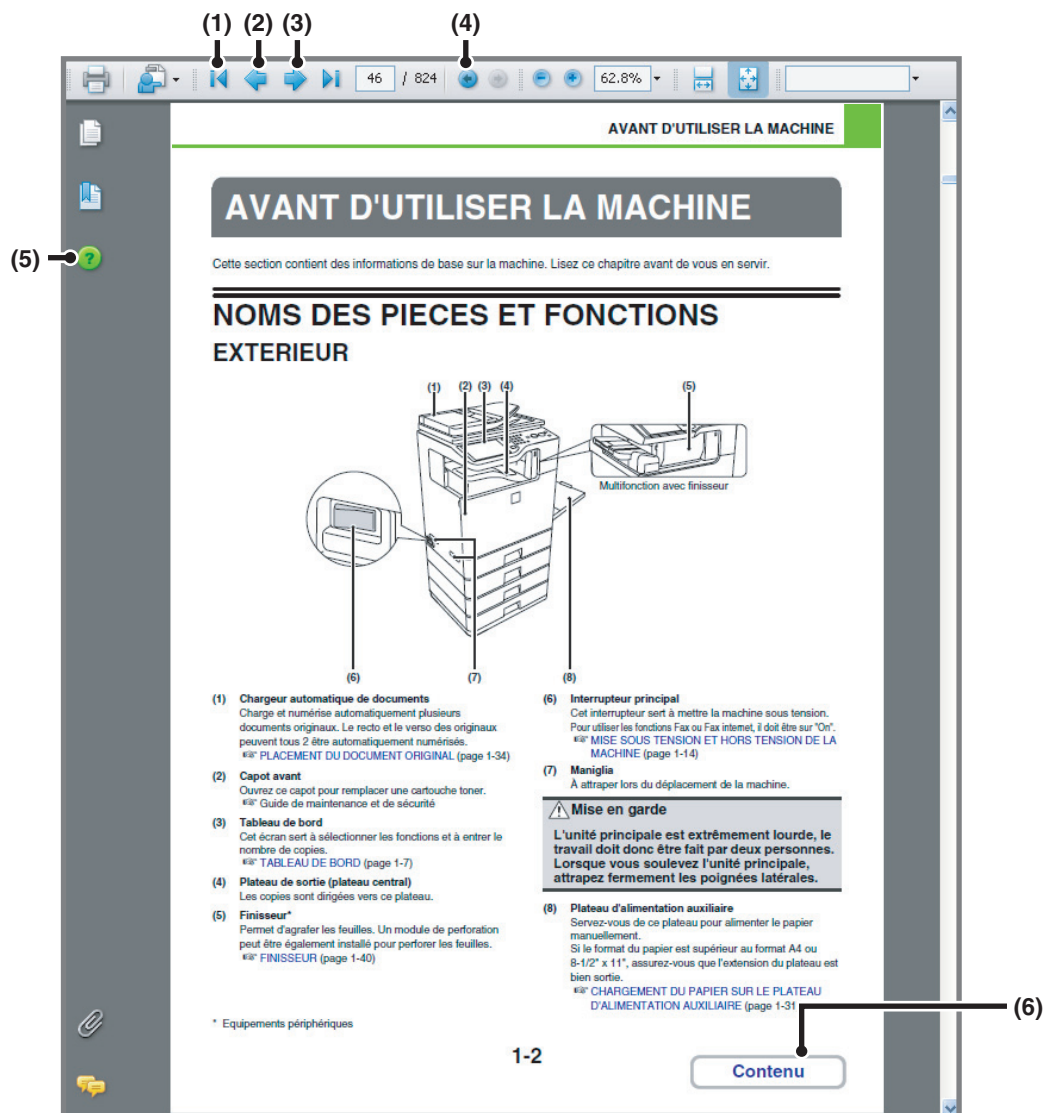 (1) (2) (3) (4)
46 / 824 62.8%
AVANT D'UTILISER LA MACHINE
AVANT D'UTILISER LA MACHINE
(5)
?
Cette section contient des informations de base sur la machine. Lisez ce chapitre avant de vous en servir.
NOMS DES PIECES ET FONCTIONS
EXTERIEUR
(1) (2) (3) (4) (5)
Multifonction avec finisseur
(6) (7) (8)
(1) Chargeur automatique de documents
Charge et numérise automatiquement plusieurs
documents originaux. Le recto et le verso des originaux
peuvent tous 2 être automatiquement numérisés.
☞ PLACEMENT DU DOCUMENT ORIGINAL (page 1-34)
(2) Capot avant
Ouvrez ce capot pour remplacer une cartouche toner.
☞ Guide de maintenance et de sécurité
(3) Tableau de bord
Cet écran sert à sélectionner les fonctions et à entrer le
nombre de copies.
☞ TABLEAU DE BORD (page 1-7)
(4) Plateau de sortie (plateau central)
Les copies sont dirigées vers ce plateau.
(5) Finisseur*
Permet d'agrafer les feuilles. Un module de perforation
peut être également installé pour perforer les feuilles.
☞ FINISSEUR (page 1-40)
(6) Interrupteur principal
Cet interrupteur sert à mettre la machine sous tension.
Pour utiliser les fonctions Fax ou Fax internet, il doit être sur "On".
☞ MISE SOUS TENSION ET HORS TENSION DE LA
MACHINE (page 1-14)
(7) Maniglia
À attraper lors du déplacement de la machine.
Mise en garde
L'unité principale est extrêmement lourde, le
travail doit donc être fait par deux personnes.
Lorsque vous soulevez l'unité principale,
attrapez fermement les poignées latérales.
(8) Plateau d'alimentation auxiliaire
Servez-vous de ce plateau pour alimenter le papier
manuellement.
Si le format du papier est supérieur au format A4 ou
8-1/2" x 11", assurez-vous que l'extension du plateau est
bien sortie.
☞ CHARGEMENT DU PAPIER SUR LE PLATEAU
D'ALIMENTATION AUXILIAIRE (page 1-31
(6)
* Equipements périphériques
1-2
Contenu